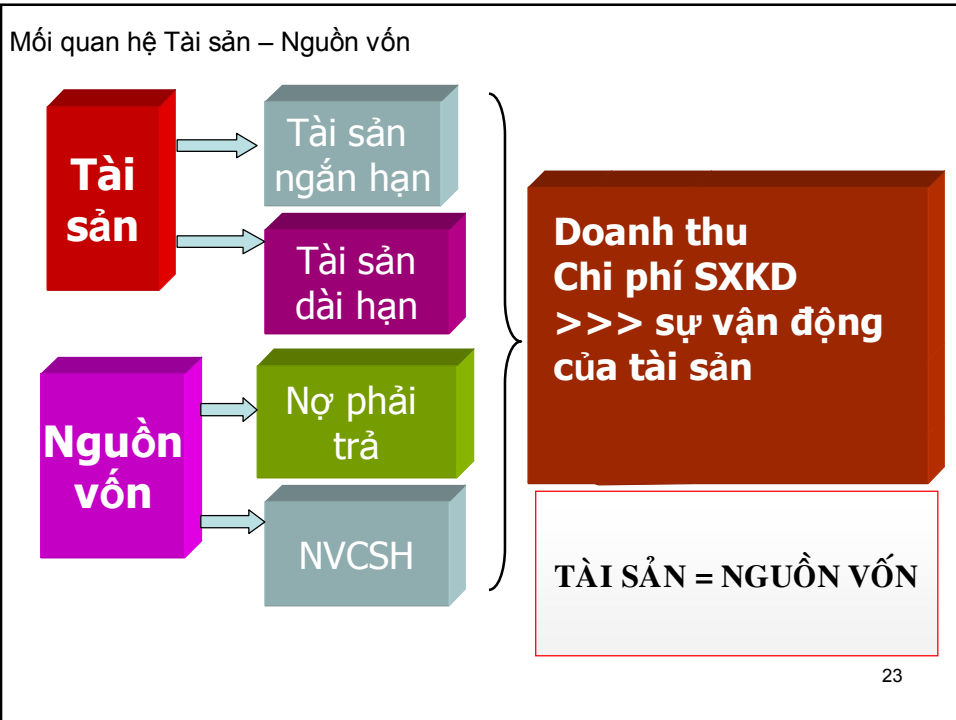 Mối quan hệ Tài sản – Nguồn vốn
Tài
sản
Tài sản
ngắn hạn
Tài sản
dài hạn
Nguồn
vốn
Nợ phải
trả
NVCSH
Doanh thu
Chi phí SXKD
>>> sự vận động
của tài sản
TÀI SẢN = NGUỒN VỐN
23